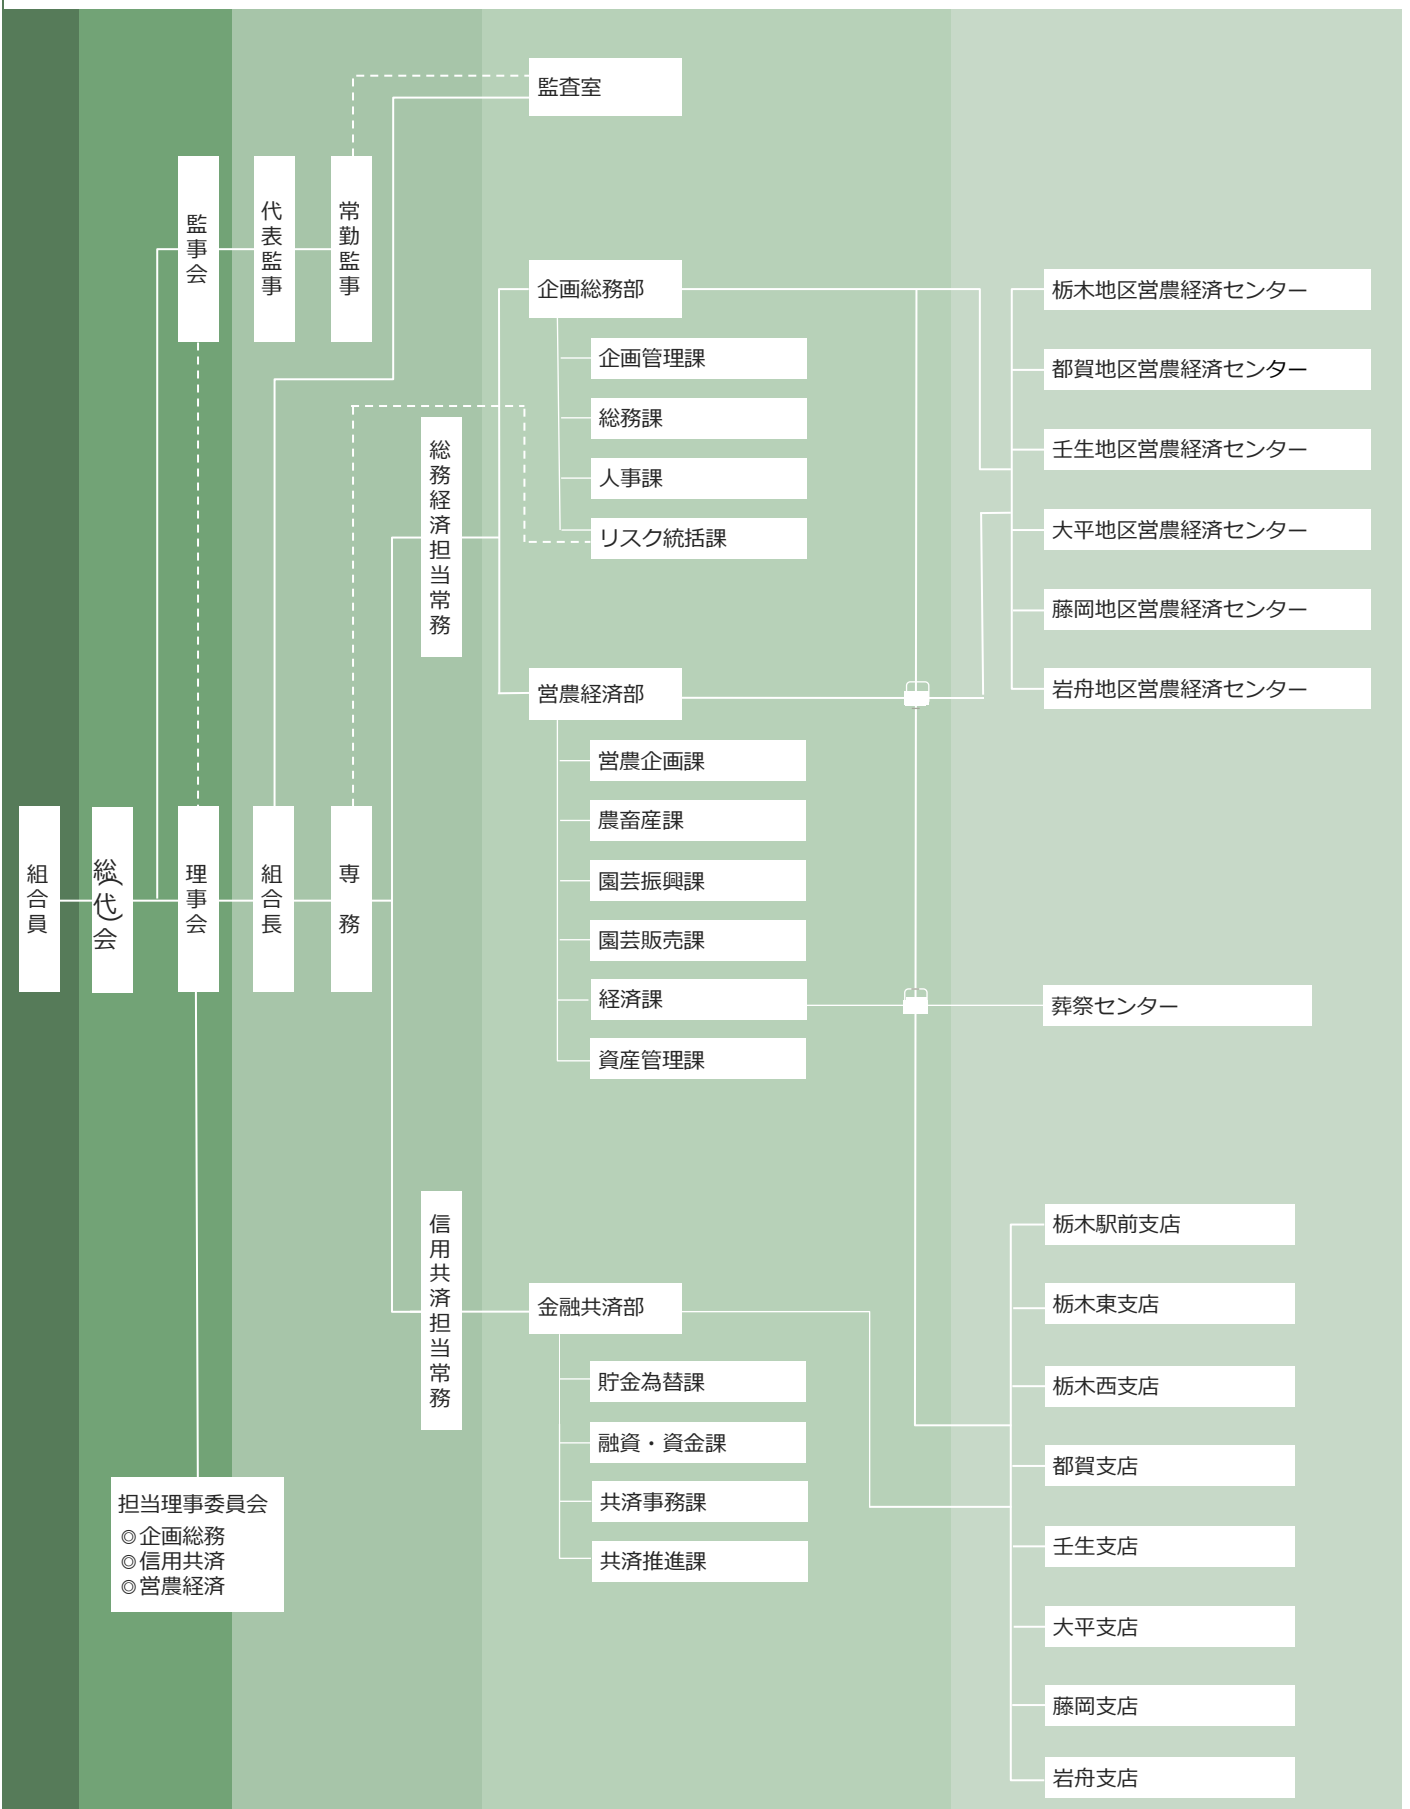 組合員
総(代)会
監事会
理事会
担当理事委員会
◎企画総務
◎信用共済
◎営農経済
代表監事
常勤監事
組合長
専務
総務経済担当常務
信用共済担当常務
監査室
企画総務部
企画管理課
総務課
人事課
リスク統括課
営農経済部
営農企画課
農畜産課
園芸振興課
園芸販売課
経済課
資産管理課
金融共済部
貯金為替課
融資・資金課
共済事務課
共済推進課
栃木地区営農経済センター
都賀地区営農経済センター
壬生地区営農経済センター
大平地区営農経済センター
藤岡地区営農経済センター
岩舟地区営農経済センター
葬祭センター
栃木駅前支店
栃木東支店
栃木西支店
都賀支店
壬生支店
大平支店
藤岡支店
岩舟支店